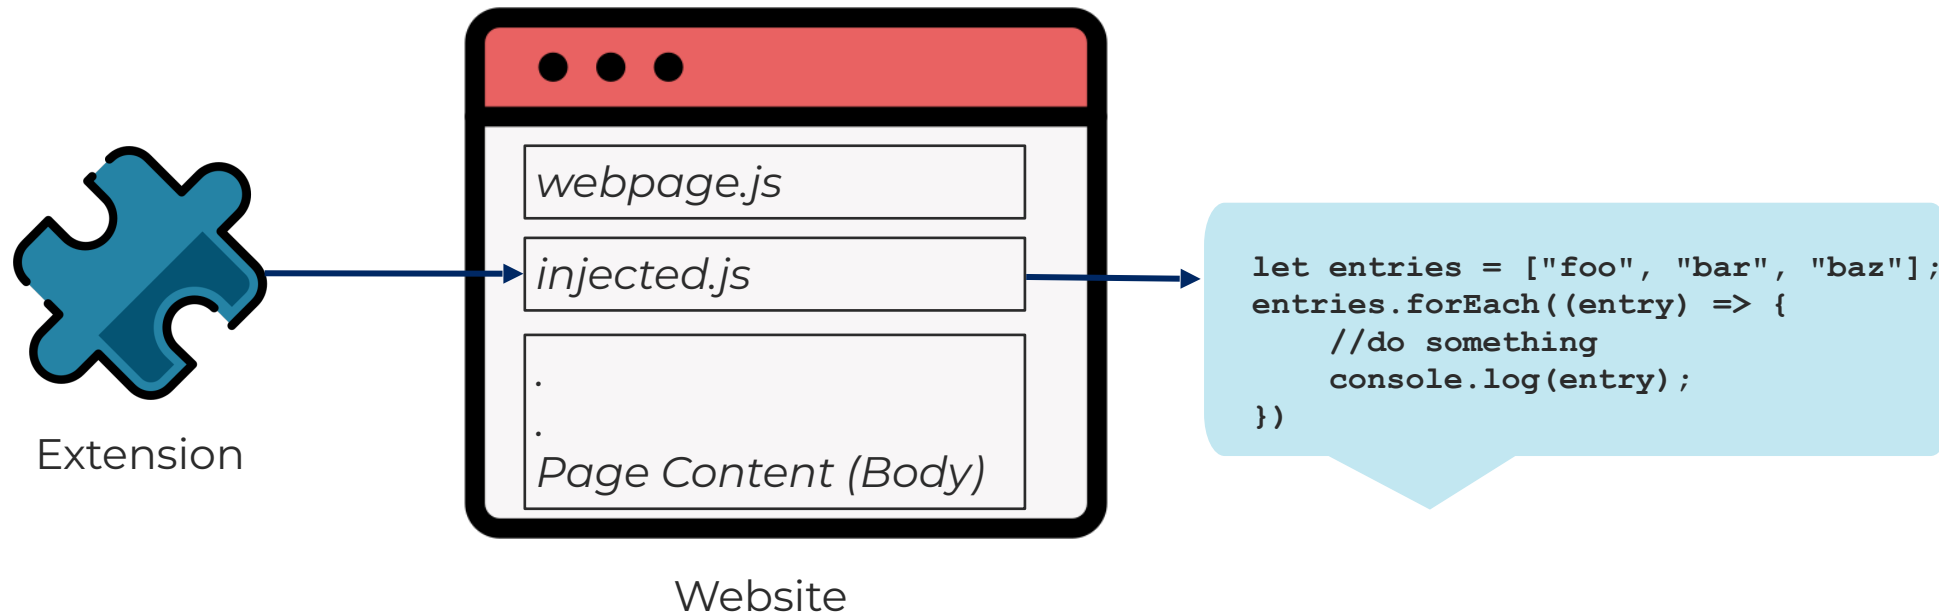 Extension
webpage.js
injected.js
.
.
Page Content (Body)
Website
let entries = ["foo", "bar", "baz"];
entries.forEach((entry) => {
    //do something
    console.log(entry);
})